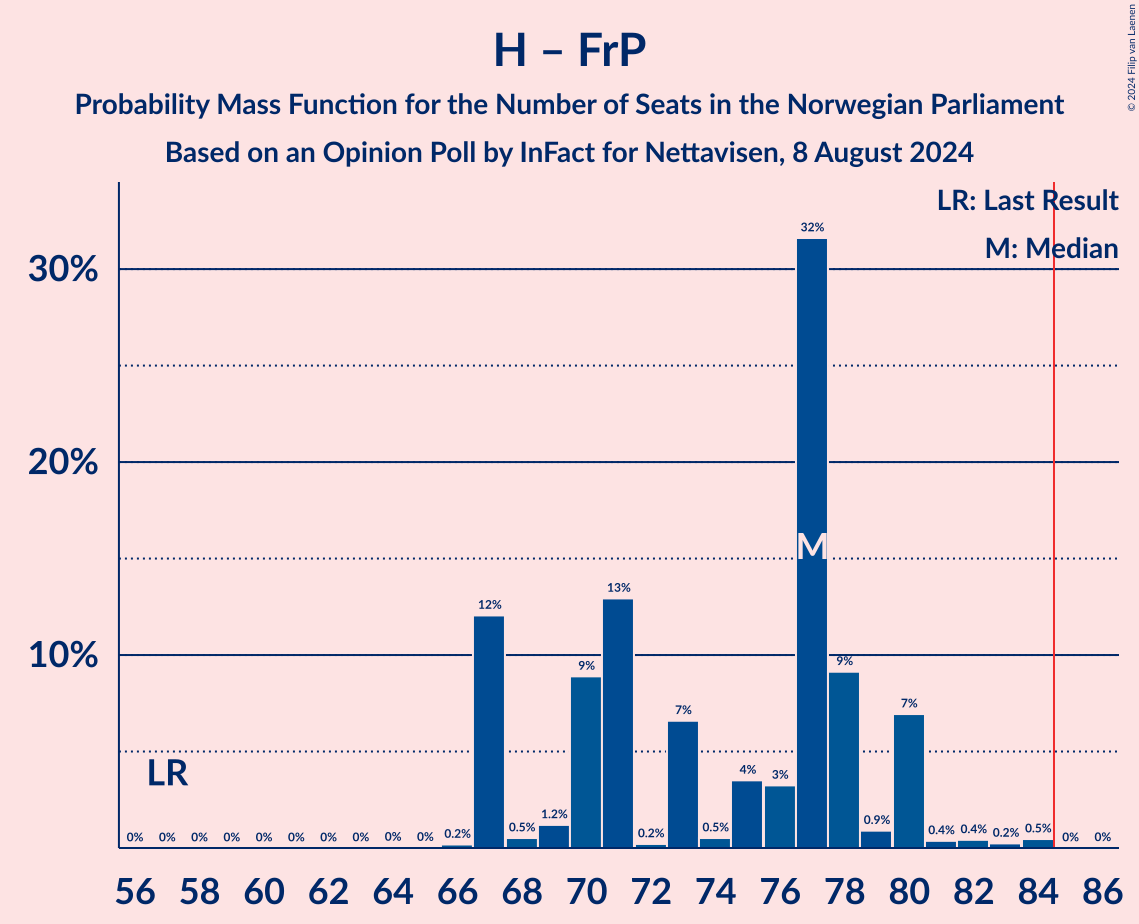 H – FrP
Probability Mass Function for the Number of Seats in the Norwegian Parliament
Based on an Opinion Poll by InFact for Nettavisen, 8 August 2024
© 2024 Filip van Laenen
LR: Last Result
M: Median
30%
20%
10%
32%
M
13%
12%
9%
9%
7%
7%
4%
3%
LR
0% 0% 0% 0% 0% 0% 0% 0% 0% 0% 0.2% 0.5% 1.2% 0.2% 0.5% 0.9% 0.4% 0.4% 0.2% 0.5% 0% 0%
56 58 60 62 64 66 68 70 72 74 76 78 80 82 84 86